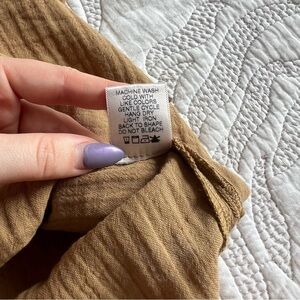 MACHINE WASH
COLD WITH
LIKE COLORS
GENTLE CYCLE
HANG DRY
LIGHT IRON
BACK TO SHAPE
DO NOT BLEACH